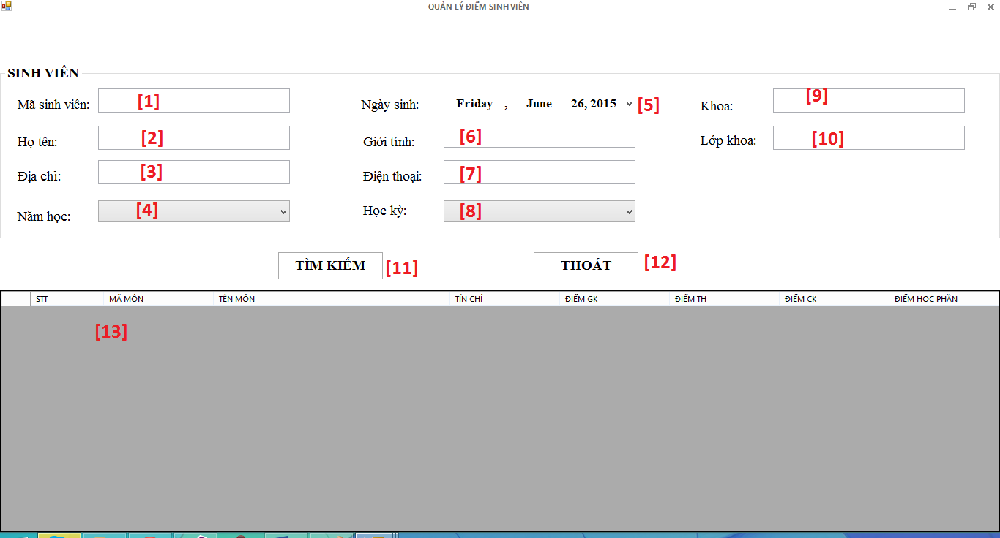 QUẢN LÝ ĐIỂM SINH VIÊN
SINH VIÊN
Mã sinh viên: [1] Ngày sinh: Friday , June 26, 2015 [5] Khoa: [9]
Họ tên: [2] Giới tính: [6] Lớp khoa: [10]
Địa chỉ: [3] Điện thoại: [7]
Năm học: [4] Học kỳ: [8]
TÌM KIẾM [11] THOÁT [12]
STT MÃ MÔN TÊN MÔN TÍN CHỈ ĐIỂM GK ĐIỂM TH ĐIỂM CK ĐIỂM HỌC PHẦN
[13]